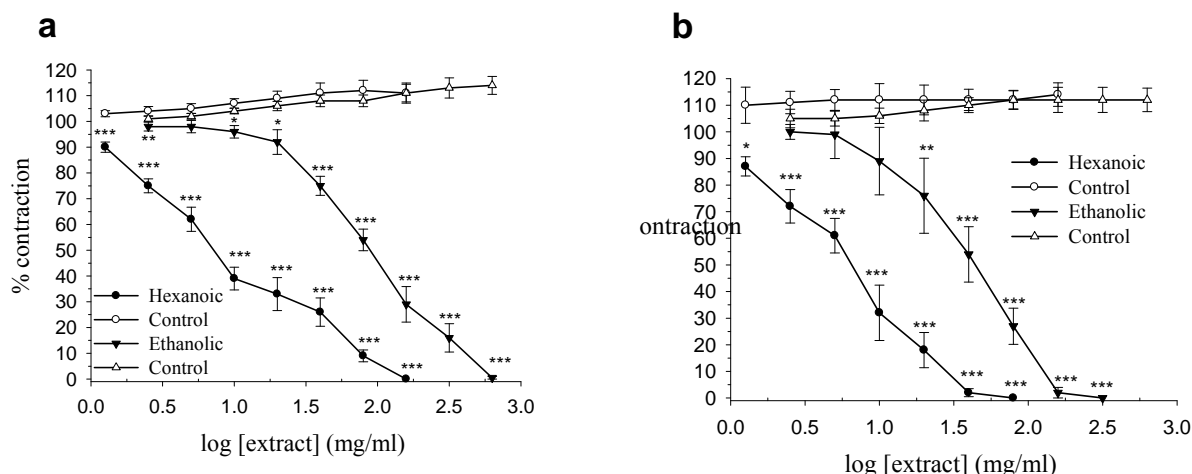 a
120
110
100
90
80
70
60
50
40
30
20
10
0
% contraction
*** ** * *
*** *** *** *** *** *** *** *** *** *** *** *** ***
Hexanoic
Control
Ethanolic
Control
0.0 0.5 1.0 1.5 2.0 2.5 3.0
log [extract] (mg/ml)
b
120
110
100
90
80
70
60
50
40
30
20
10
0
ontraction
* *** *** *** *** *** ***
** *** *** *** ***
Hexanoic
Control
Ethanolic
Control
0.0 0.5 1.0 1.5 2.0 2.5 3.0
log [extract] (mg/ml)